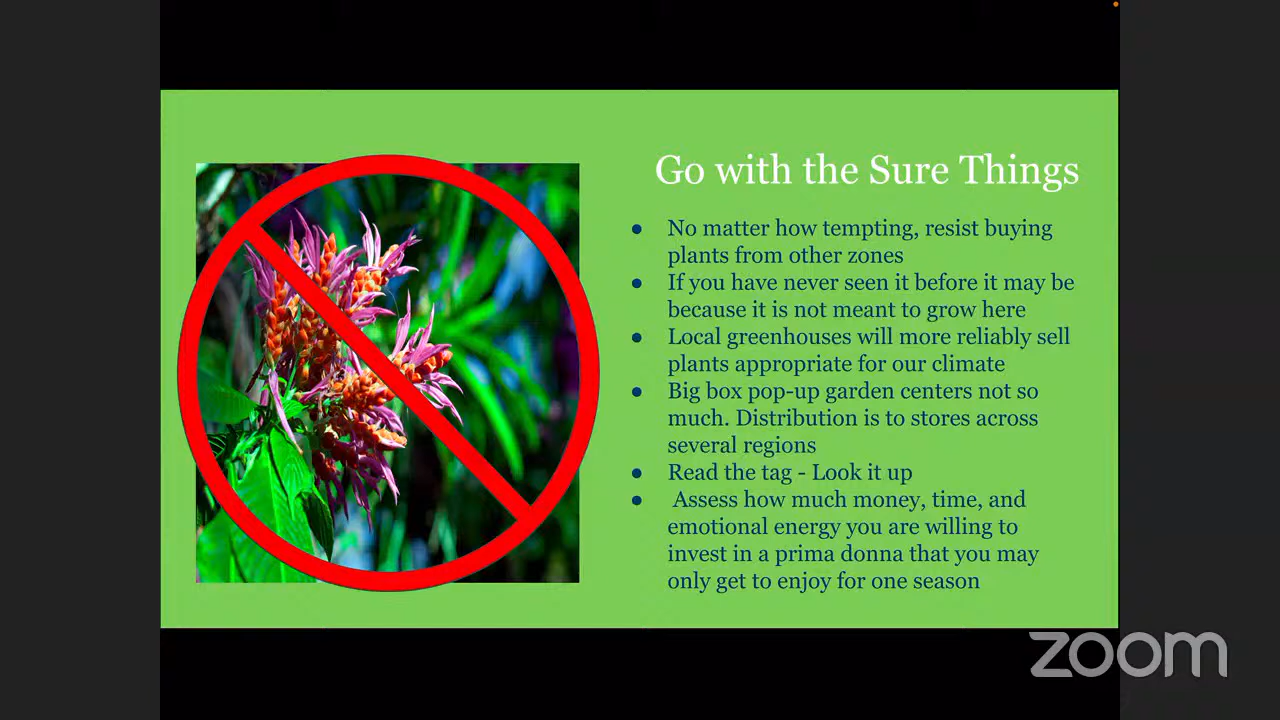 Go with the Sure Things
● No matter how tempting, resist buying
plants from other zones
● If you have never seen it before it may be
because it is not meant to grow here
● Local greenhouses will more reliably sell
plants appropriate for our climate
● Big box pop-up garden centers not so
much. Distribution is to stores across
several regions
● Read the tag - Look it up
● Assess how much money, time, and
emotional energy you are willing to
invest in a prima donna that you may
only get to enjoy for one season
zoom